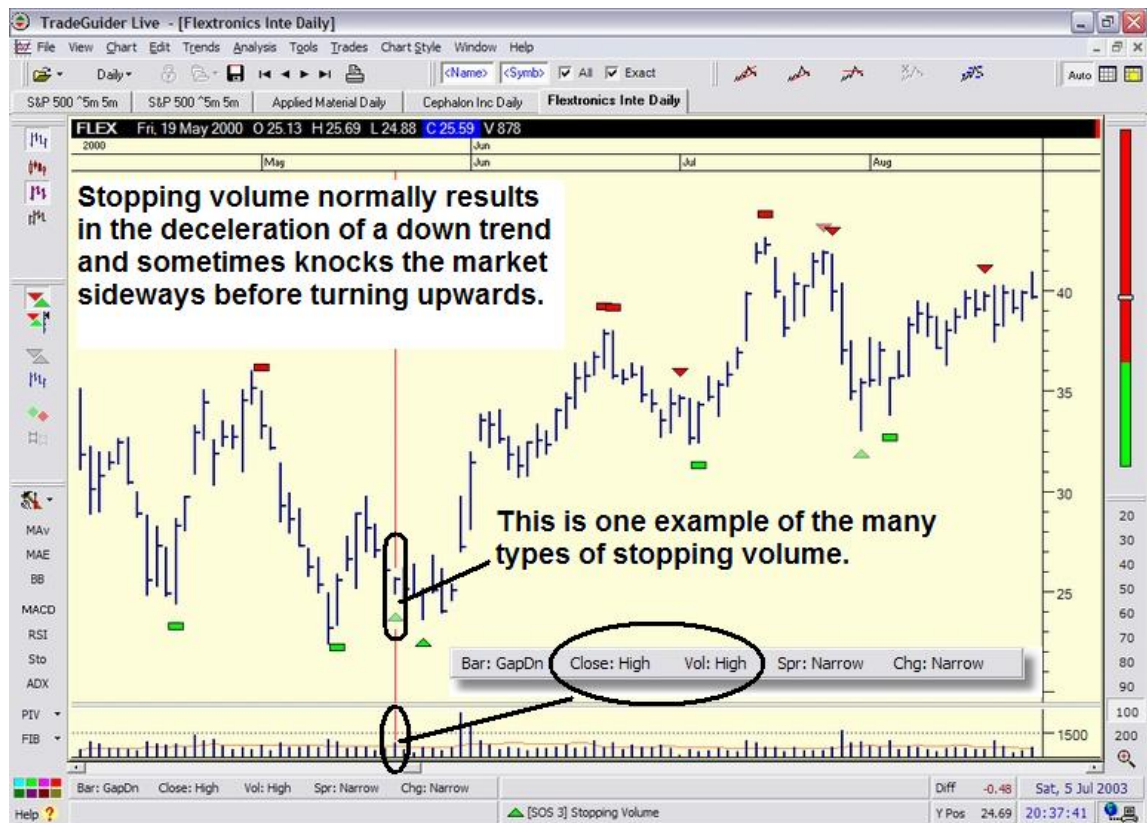 TradeGuider Live - [Flextronics Inte Daily]
File View Chart Edit Trends Analysis Tools Trades Chart Style Window Help
Daily <Name> <Symb> All Exact Auto
S&P 500 ^5m 5m S&P 500 ^5m 5m Applied Material Daily Cephalon Inc Daily Flextronics Inte Daily
FLEX Fri, 19 May 2000 O 25.13 H 25.69 L 24.88 C 25.59 V 878
2000 Jun
May Jun Jul Aug
Stopping volume normally results
in the deceleration of a down trend
and sometimes knocks the market
sideways before turning upwards.
40
35
30
25
This is one example of the many
types of stopping volume.
Bar: GapDn Close: High Vol: High Spr: Narrow Chg: Narrow
1500
MAv
MAE
BB
MACD
RSI
Sto
ADX
PIV
FIB
20
30
40
50
60
70
80
90
100
200
Bar: GapDn Close: High Vol: High Spr: Narrow Chg: Narrow Diff -0.48 Sat, 5 Jul 2003
Help ? [SOS 3] Stopping Volume Y Pos 24.69 20:37:41